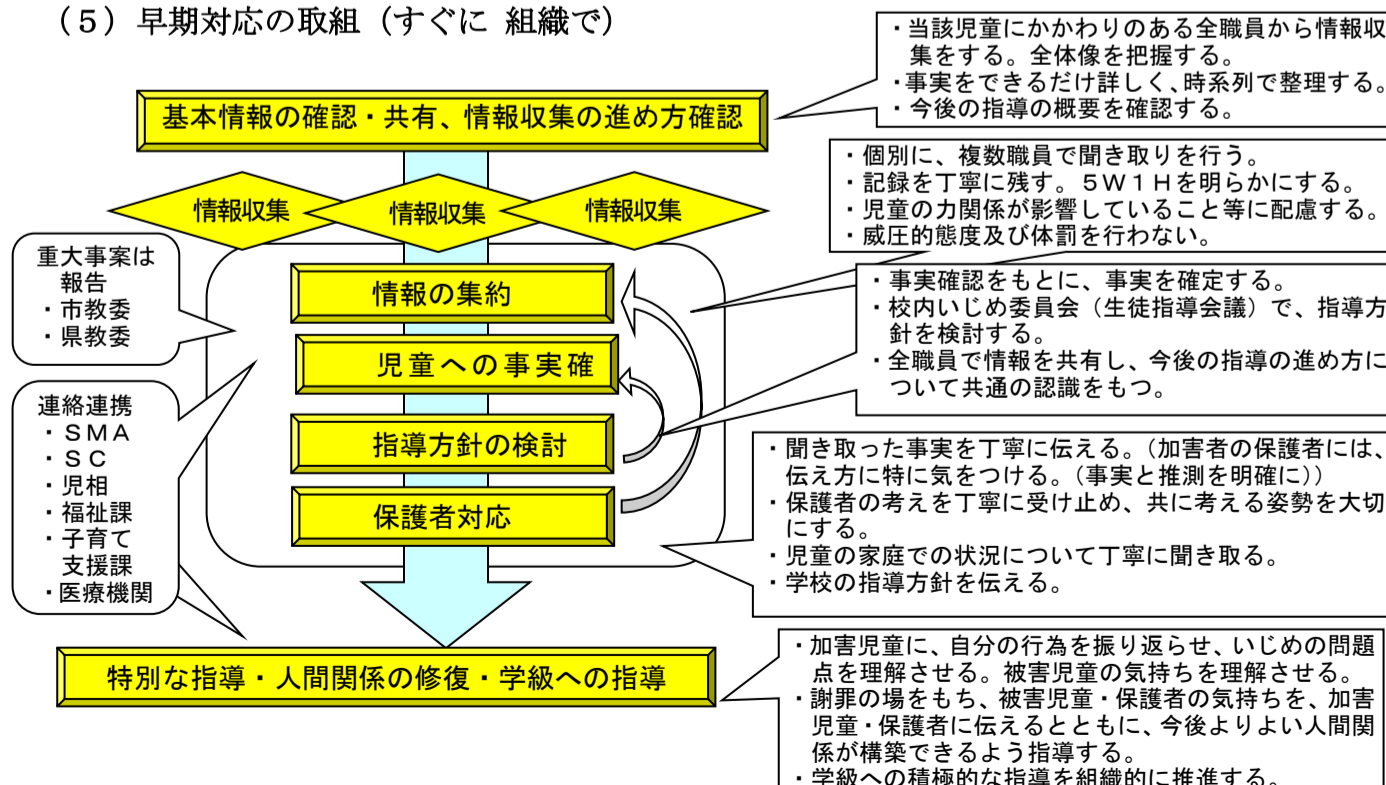 （５）早期対応の取組（すぐに 組織で）
・当該児童にかかわりのある全職員から情報収
集をする。全体像を把握する。
・事実をできるだけ詳しく、時系列で整理する。
・今後の指導の概要を確認する。
基本情報の確認・共有、情報収集の進め方確認
・個別に、複数職員で聞き取りを行う。
・記録を丁寧に残す。５Ｗ１Ｈを明らかにする。
・児童の力関係が影響していること等に配慮する。
・威圧的態度及び体罰を行わない。
情報収集
情報収集
情報収集
重大事案は
報告
・市教委
・県教委
情報の集約
・事実確認をもとに、事実を確定する。
・校内いじめ委員会（生徒指導会議）で、指導方
針を検討する。
・全職員で情報を共有し、今後の指導の進め方に
ついて共通の認識をもつ。
児童への事実確
連絡連携
・ＳＭＡ
・ＳＣ
・児相
・福祉課
・子育て
支援課
・医療機関
指導方針の検討
保護者対応
・聞き取った事実を丁寧に伝える。（加害者の保護者には、
伝え方に特に気をつける。（事実と推測を明確に））
・保護者の考えを丁寧に受け止め、共に考える姿勢を大切
にする。
・児童の家庭での状況について丁寧に聞き取る。
・学校の指導方針を伝える。
特別な指導・人間関係の修復・学級への指導
・加害児童に、自分の行為を振り返らせ、いじめの問題
点を理解させる。被害児童の気持ちを理解させる。
・謝罪の場をもち、被害児童・保護者の気持ちを、加害
児童・保護者に伝えるとともに、今後よりよい人間関
係が構築できるよう指導する。
・学級への積極的な指導を組織的に推進する。